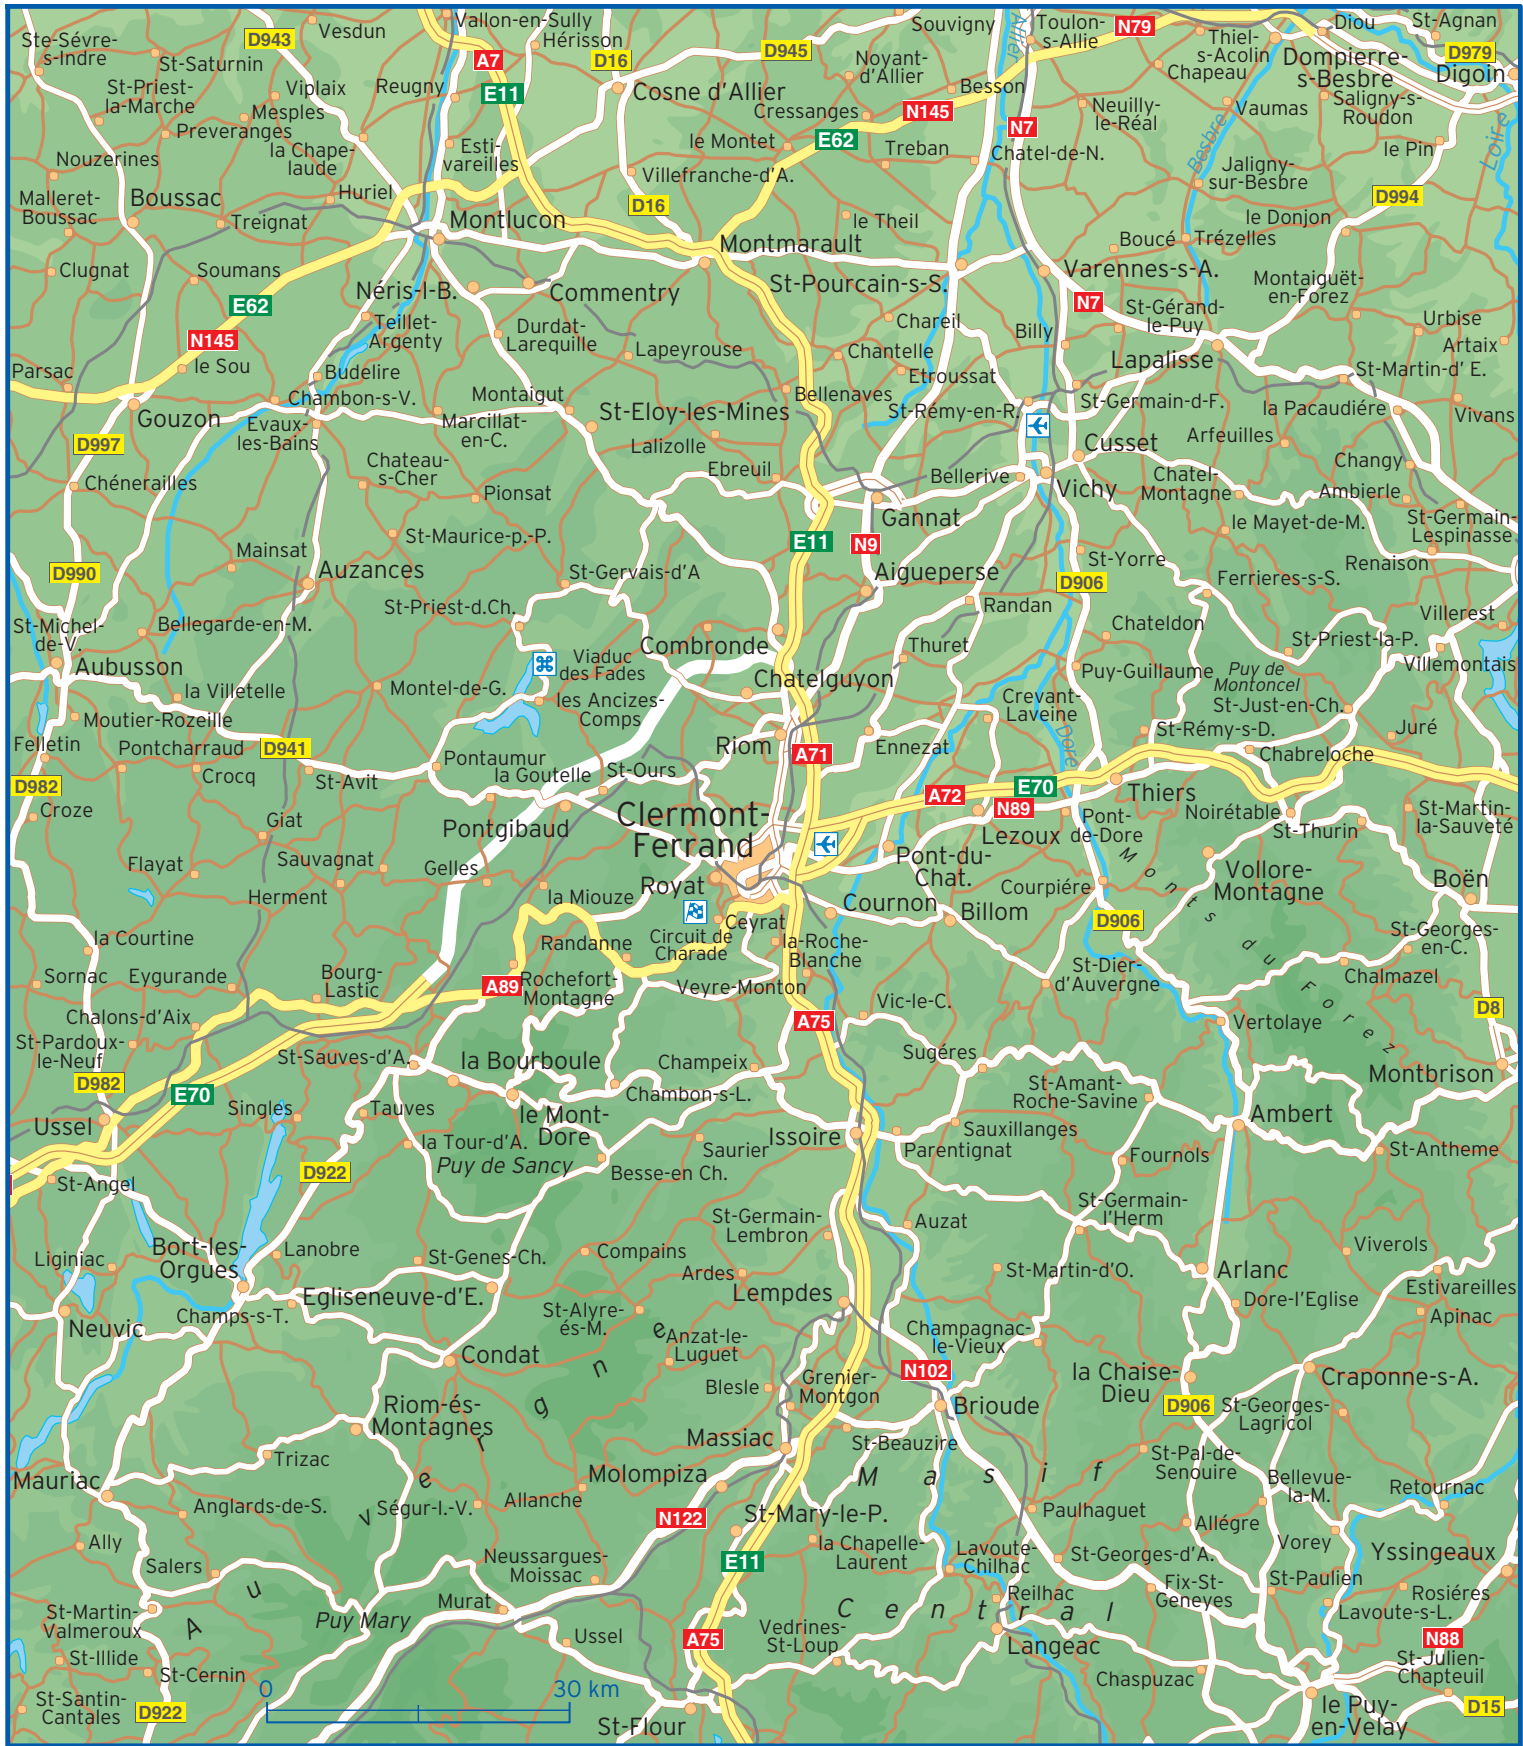 Ste-Sévre-
s-Indre
D943
Vesdun
Vallon-en-Sully
Hérisson
A7
E11
D16
D945
Souvigny
Allier
Toulon-
s-Allie
N79
Thiel-
s-Acolin
Chapeau
Diou
St-Agnan
Dompierre-
s-Besbre
D979
Digoin
St-Saturnin
St-Priest-
la-Marche
Viplaix
Mesples
Preveranges
Reugny
Cosne d'Allier
Noyant-
d'Allier
Besson
Cressanges
N145
Neuilly-
le-Réal
Vaumas
Saligny-s-
Roudon
Nouzerines
la Chape-
laude
Esti-
vareilles
le Montet
E62
N7
Treban
Chatel-de-N.
Besbre
le Pin
Loire
Malleret-
Boussac
Boussac
Huriel
Villefranche-d'A.
D16
Jaligny-
sur-Besbre
D994
Treignat
Montlucon
le Theil
le Donjon
Clugnat
Soumans
Montmarault
Boucé
Trézelles
E62
Néris-l-B.
Commentry
St-Pourcain-s-S.
Varennes-s-A.
Montaiguët-
en-Forez
N145
Teillet-
Argenty
Durdat-
Larequille
Chareil
N7
St-Gérand-
le-Puy
Billy
Urbise
Artaix
Parsac
le Sou
Budelire
Lapeyrouse
Chantelle
Etroussat
Lapalisse
St-Martin-d' E.
Gouzon
Chambon-s-V.
Montaigut
Bellenaves
St-Rémy-en-R.
St-Germain-d-F.
la Pacaudiére
Vivans
D997
Evaux-
les-Bains
Marcillat-
en-C.
St-Eloy-les-Mines
Lalizolle
Cusset
Arfeuilles
Changy
Chénerailles
Chateau-
s-Cher
Pionsat
Ebreuil
Bellerive
Vichy
Chatel-
Montagne
Ambierle
Gannat
le Mayet-de-M.
St-Germain-
Lespinasse
St-Maurice-p.-P.
E11
N9
Mainsat
Auzances
St-Gervais-d'A
Aigueperse
St-Yorre
Renaison
D990
D906
Ferrieres-s-S.
St-Priest-d.Ch.
Randan
Villerest
St-Michel-
de-V.
Bellegarde-en-M.
Combronde
Thuret
Chateldon
St-Priest-la-P.
Aubusson
Viaduc
des Fades
Chatelguyon
Puy-Guillaume
Puy de
Montoncel
Villemontais
la Villetelle
Montel-de-G.
les Ancizes-
Comps
Crevant-
Laveine
St-Just-en-Ch.
Moutier-Rozeille
Felletin
Pontcharraud
D941
Pontaumur
Riom
A71
Ennezat
Dore
St-Rémy-s-D.
Juré
Chabreloche
Crocq
St-Avit
la Goutelle
St-Ours
D982
A72
E70
N89
Thiers
Croze
Giat
Pontgibaud
Clermont-
Ferrand
Lezoux
Pont-
de-Dore
Noirétable
St-Thurin
St-Martin-
la-Sauveté
Flayat
Sauvagnat
Gelles
Royat
Pont-du-
Chat.
Courpiére
Monts
Vollore-
Montagne
Boën
Herment
la Miouze
Circuit de
Charade
Ceyrat
Cournon
Billom
D906
la Courtine
Randanne
la-Roche-
Blanche
St-Georges-
en-C.
du
Sornac
Eygurande
Bourg-
Lastic
A89
Rochefort-
Montagne
Veyre-Monton
St-Dier-
d'Auvergne
Chalmazel
Forez
Chalons-d'Aix
Vic-le-C.
D8
St-Pardoux-
le-Neuf
A75
Vertolaye
St-Sauves-d'A.
la Bourboule
Champeix
Sugéres
Montbrison
D982
E70
Chambon-s-L.
St-Amant-
Roche-Savine
Ambert
Ussel
Singles
Tauves
le Mont-
Dore
Issoire
Sauxillanges
la Tour-d'A.
Puy de Sancy
Saurier
Parentignat
St-Antheme
D922
Besse-en Ch.
Fournols
St-Angel
St-Germain-
l'Herm
Liginiac
Bort-les-
Orgues
Lanobre
St-Genes-Ch.
Compains
St-Germain-
Lembron
Auzat
Viverols
Ardes
St-Martin-d'O.
Arlanc
Estivareilles
Champs-s-T.
Egliseneuve-d'E.
St-Alyre-
és-M.
Lempdes
Dore-l'Eglise
Apinac
Neuvic
Condat
Anzat-le-
Luguet
Champagnac-
le-Vieux
N102
la Chaise-
Dieu
Craponne-s-A.
Blesle
Grenier-
Montgon
Brioude
D906
St-Georges-
Lagricol
Riom-és-
Montagnes
Massiac
St-Beauzire
Trizac
Molompiza
Masif
St-Pal-de-
Senouire
Bellevue-
la-M.
Mauriac
Retournac
Anglards-de-S.
Ségur-l.-V.
Allanche
N122
St-Mary-le-P.
Paulhaguet
Allégre
Ally
la Chapelle-
Laurent
Vorey
Salers
Neussargues-
Moissac
E11
Lavoute-
Chilhac
St-Georges-d'A.
Yssingeaux
Auvergne
Murat
Reilhac
Fix-St-
Geneyes
St-Paulien
Rosiéres
St-Martin-
Valmeroux
Puy Mary
Central
Lavoute-s-L.
Ussel
A75
Vedrines-
St-Loup
Langeac
N88
St-Illide
St-Cernin
Chaspuzac
St-Julien-
Chapteuil
St-Santin-
Cantales
D922
0
30 km
St-Flour
le Puy-
en-Velay
D15